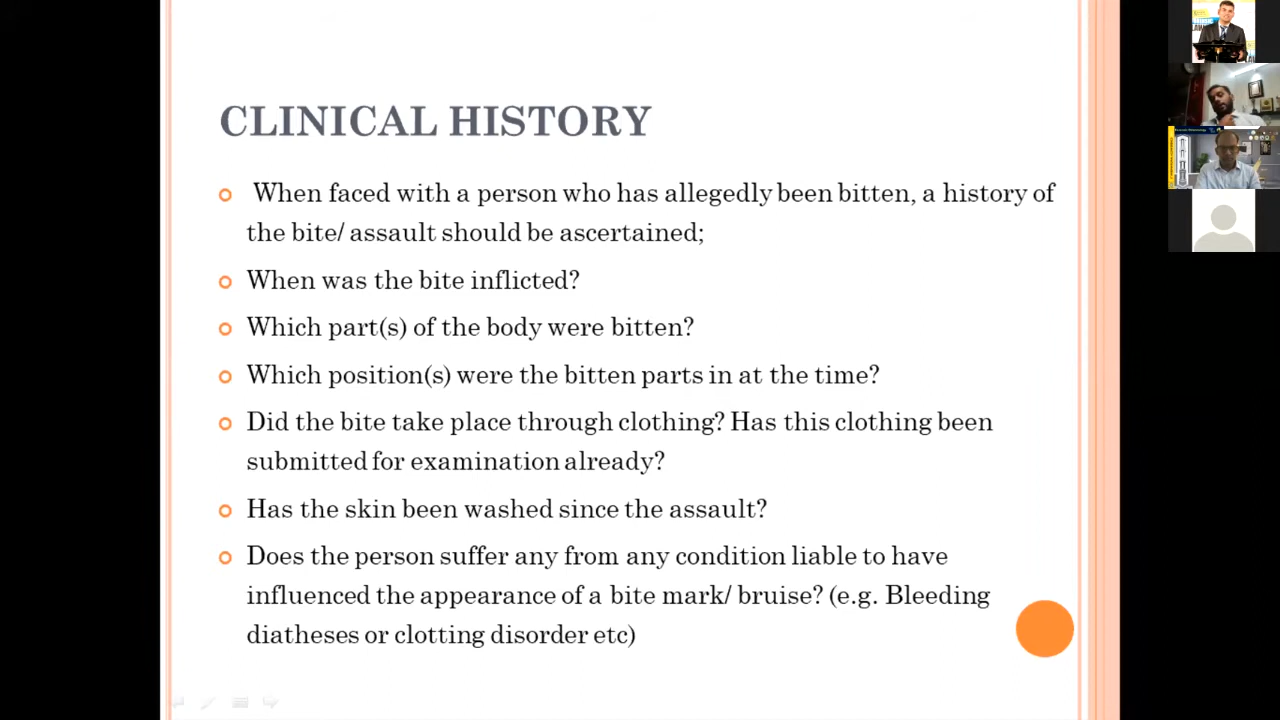 CLINICAL HISTORY
When faced with a person who has allegedly been bitten, a history of
the bite/ assault should be ascertained;
When was the bite inflicted?
Which part(s) of the body were bitten?
Which position(s) were the bitten parts in at the time?
Did the bite take place through clothing? Has this clothing been
submitted for examination already?
Has the skin been washed since the assault?
Does the person suffer any from any condition liable to have
influenced the appearance of a bite mark/ bruise? (e.g. Bleeding
diatheses or clotting disorder etc)